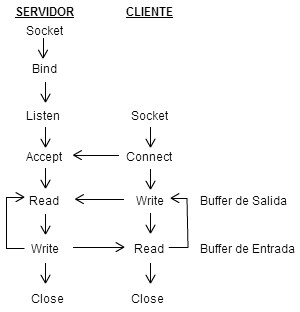 SERVIDOR CLIENTE
Socket
Bind
Listen Socket
Accept Connect
Read Write Buffer de Salida
Write Read Buffer de Entrada
Close Close